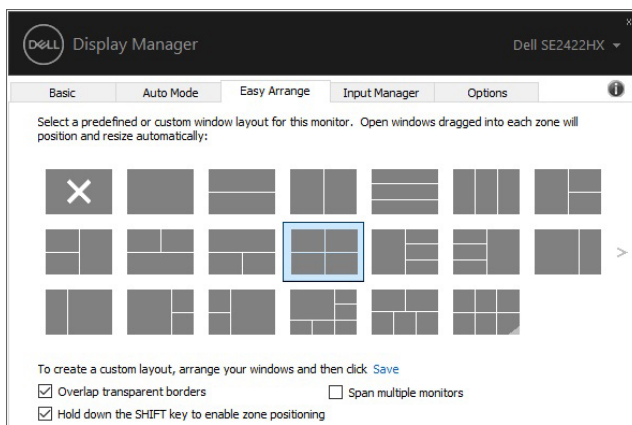 DELL Display Manager Dell SE2422HX
Basic Auto Mode Easy Arrange Input Manager Options
Select a predefined or custom window layout for this monitor. Open windows dragged into each zone will
position and resize automatically:
To create a custom layout, arrange your windows and then click Save
Overlap transparent borders Span multiple monitors
Hold down the SHIFT key to enable zone positioning